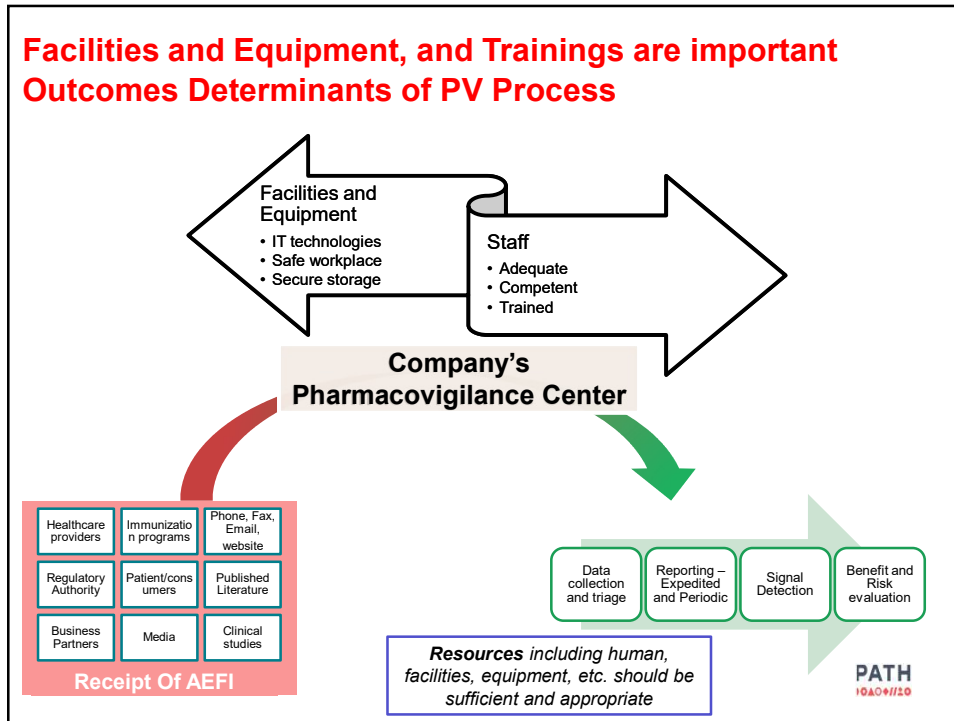 Facilities and Equipment, and Trainings are important
Outcomes Determinants of PV Process
Facilities and
Equipment
• IT technologies
• Safe workplace
• Secure storage
Staff
• Adequate
• Competent
• Trained
Company's
Pharmacovigilance Center
Healthcare
providers
Immunizatio
n programs
Phone, Fax,
Email,
website
Regulatory
Authority
Patient/cons
umers
Published
Literature
Business
Partners
Media
Clinical
studies
Receipt Of AEFI
Data
collection
and triage
Reporting –
Expedited
and Periodic
Signal
Detection
Benefit and
Risk
evaluation
Resources including human,
facilities, equipment, etc. should be
sufficient and appropriate
PATH